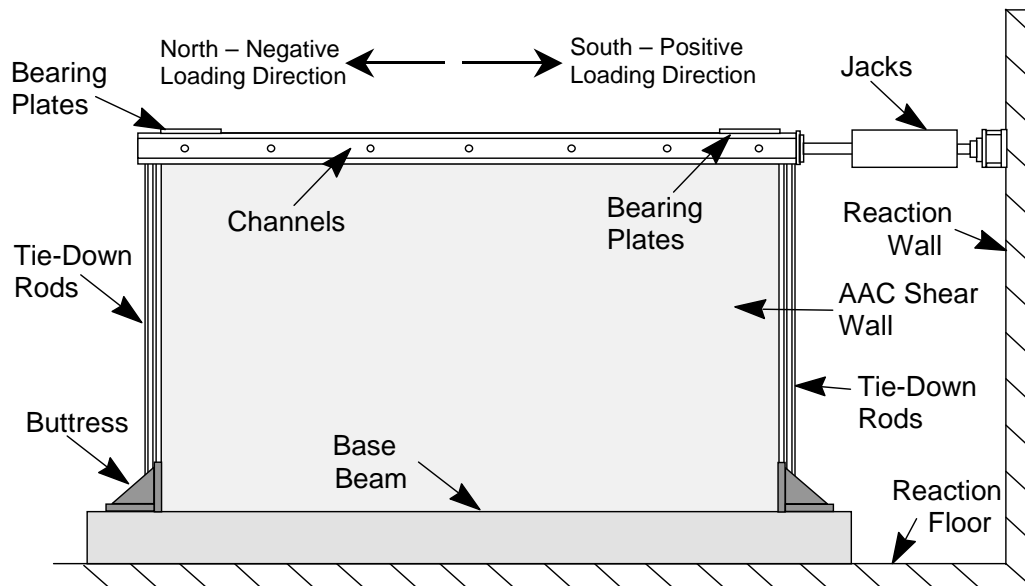 North – Negative
Loading Direction
South – Positive
Loading Direction
Bearing
Plates
Jacks
Channels
Bearing
Plates
Reaction
Wall
Tie-Down
Rods
AAC Shear
Wall
Tie-Down
Rods
Buttress
Base
Beam
Reaction
Floor